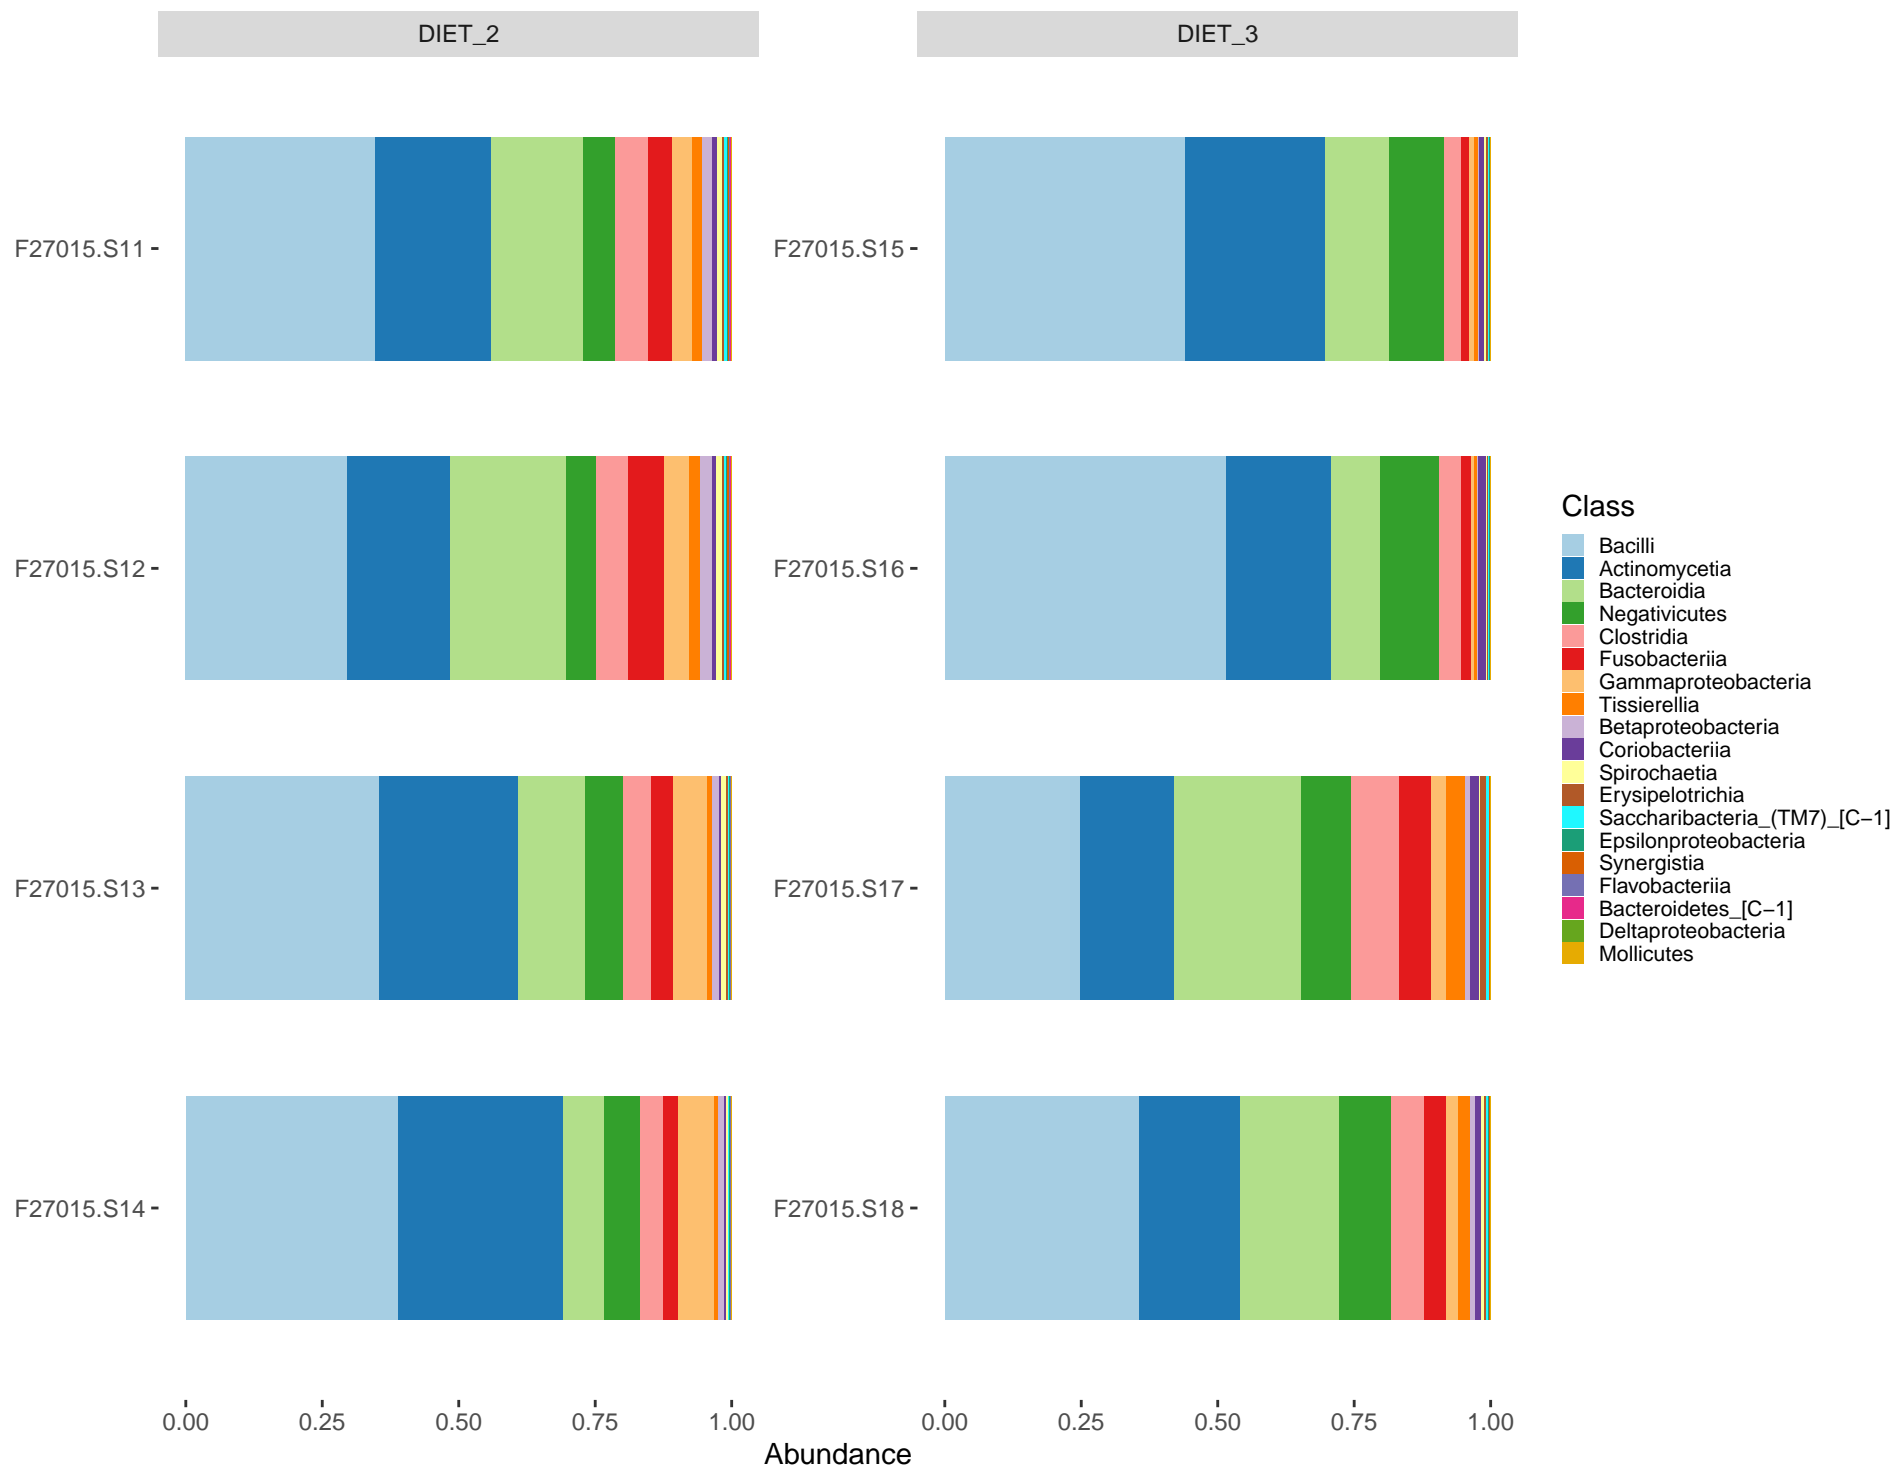 DIET_2
DIET_3
F27015.S11
F27015.S15
F27015.S12
F27015.S16
F27015.S13
F27015.S17
F27015.S14
F27015.S18
0.00 0.25 0.50 0.75 1.00
0.00 0.25 0.50 0.75 1.00
Abundance
Class
Bacilli
Actinomycetia
Bacteroidia
Negativicutes
Clostridia
Fusobacteriia
Gammaproteobacteria
Tissierellia
Betaproteobacteria
Coriobacteriia
Spirochaetia
Erysipelotrichia
Saccharibacteria_(TM7)_[C−1]
Epsilonproteobacteria
Synergistia
Flavobacteriia
Bacteroidetes_[C−1]
Deltaproteobacteria
Mollicutes